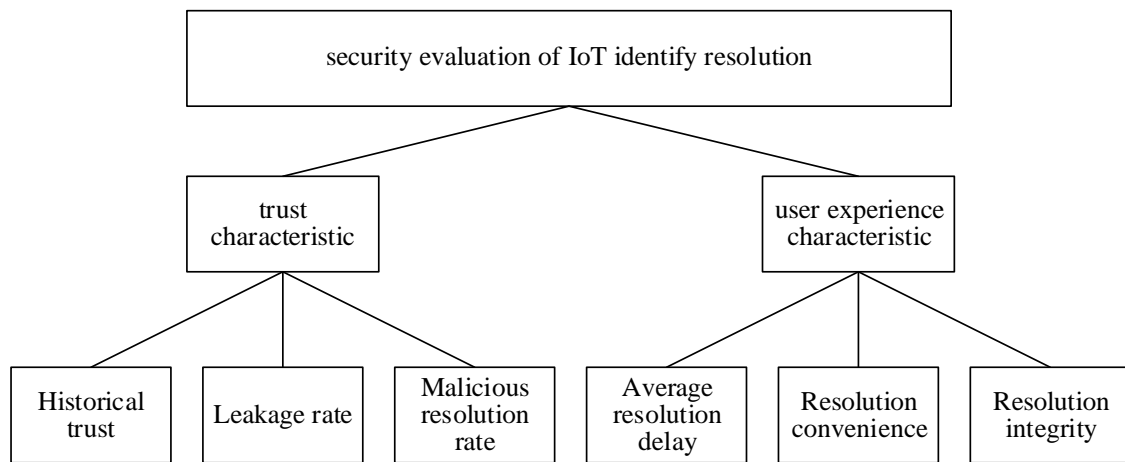 security evaluation of IoT identify resolution
trust
characteristic
user experience
characteristic
Historical
trust
Leakage rate
Malicious
resolution
rate
Average
resolution
delay
Resolution
convenience
Resolution
integrity